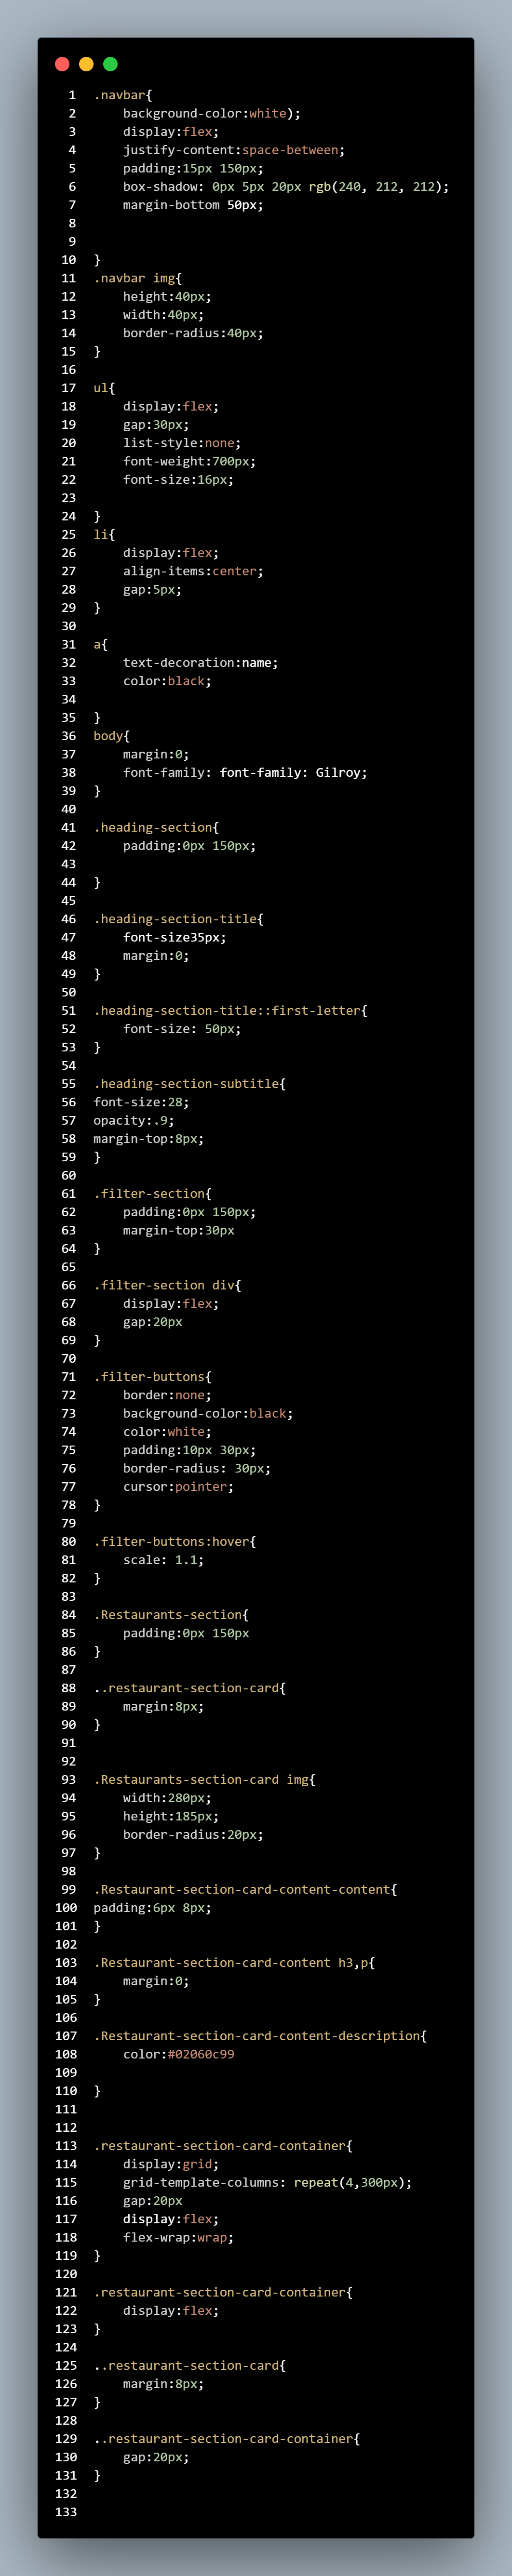 1 .navbar{
2 background-color:white);
3 display:flex;
4 justify-content:space-between;
5 padding:15px 150px;
6 box-shadow: 0px 5px 20px rgb(240, 212, 212);
7 margin-bottom 50px;
8
9
10 }
11 .navbar img{
12 height:40px;
13 width:40px;
14 border-radius:40px;
15 }
16
17 ul{
18 display:flex;
19 gap:30px;
20 list-style:none;
21 font-weight:700px;
22 font-size:16px;
23
24 }
25 li{
26 display:flex;
27 align-items:center;
28 gap:5px;
29 }
30
31 a{
32 text-decoration:name;
33 color:black;
34
35 }
36 body{
37 margin:0;
38 font-family: font-family: Gilroy;
39 }
40
41 .heading-section{
42 padding:0px 150px;
43
44 }
45
46 .heading-section-title{
47 font-size35px;
48 margin:0;
49 }
50
51 .heading-section-title::first-letter{
52 font-size: 50px;
53 }
54
55 .heading-section-subtitle{
56 font-size:28;
57 opacity:.9;
58 margin-top:8px;
59 }
60
61 .filter-section{
62 padding:0px 150px;
63 margin-top:30px
64 }
65
66 .filter-section div{
67 display:flex;
68 gap:20px
69 }
70
71 .filter-buttons{
72 border:none;
73 background-color:black;
74 color:white;
75 padding:10px 30px;
76 border-radius: 30px;
77 cursor:pointer;
78 }
79
80 .filter-buttons:hover{
81 scale: 1.1;
82 }
83
84 .Restaurants-section{
85 padding:0px 150px
86 }
87
88 ..restaurant-section-card{
89 margin:8px;
90 }
91
92
93 .Restaurants-section-card img{
94 width:280px;
95 height:185px;
96 border-radius:20px;
97 }
98
99 .Restaurant-section-card-content-content{
100 padding:6px 8px;
101 }
102
103 .Restaurant-section-card-content h3,p{
104 margin:0;
105 }
106
107 .Restaurant-section-card-content-description{
108 color:#02060c99
109
110 }
111
112
113 .restaurant-section-card-container{
114 display:grid;
115 grid-template-columns: repeat(4,300px);
116 gap:20px
117 display:flex;
118 flex-wrap:wrap;
119 }
120
121 .restaurant-section-card-container{
122 display:flex;
123 }
124
125 ..restaurant-section-card{
126 margin:8px;
127 }
128
129 ..restaurant-section-card-container{
130 gap:20px;
131 }
132
133